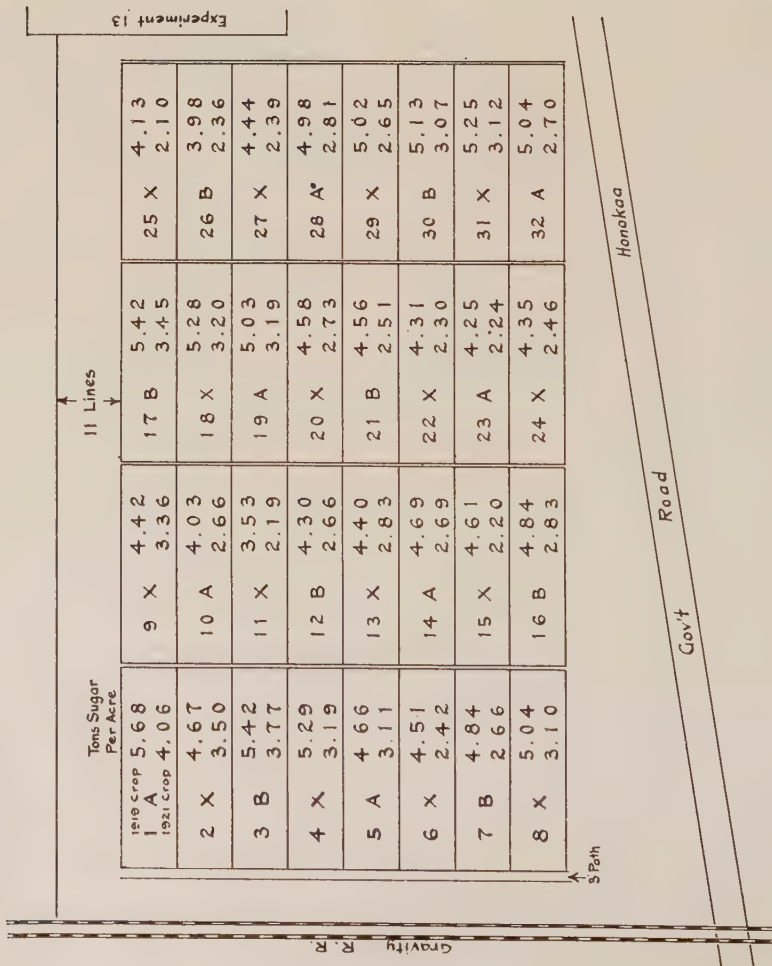 Experiment 13
11 Lines
Tons Sugar
Per Acre
1919 Crop
1 A 5.68
1921 Crop 4.06
2 X 4.67
3.50
3 B 5.42
3.77
4 X 5.29
3.19
5 A 4 66
3.11
6 X 4.51
2.42
7 B 4.84
2 66
8 X 5.04
3.10
9 X 4.42
3.36
10 A 4.03
2.66
11 X 3.53
2.19
12 B 4.30
2.66
13 X 4.40
2.83
14 A 4.69
2.69
15 X 4.61
2.20
16 B 4.84
2.83
17 B 5.42
3.45
18 X 5.28
3.20
19 A 5.03
3.19
20 X 4.58
2.73
21 B 4.56
2.51
22 X 4.31
2.30
23 A 4.25
2.24
24 X 4.35
2.46
25 X 4.13
2.10
26 B 3.98
2.36
27 X 4.44
2.39
28 A 4.98
2.81
29 X 5.02
2.65
30 B 5.13
3.07
31 X 5.25
3.12
32 A 5.04
2.70
3' Path
Gravity R. R.
Gov't Road Honokaa